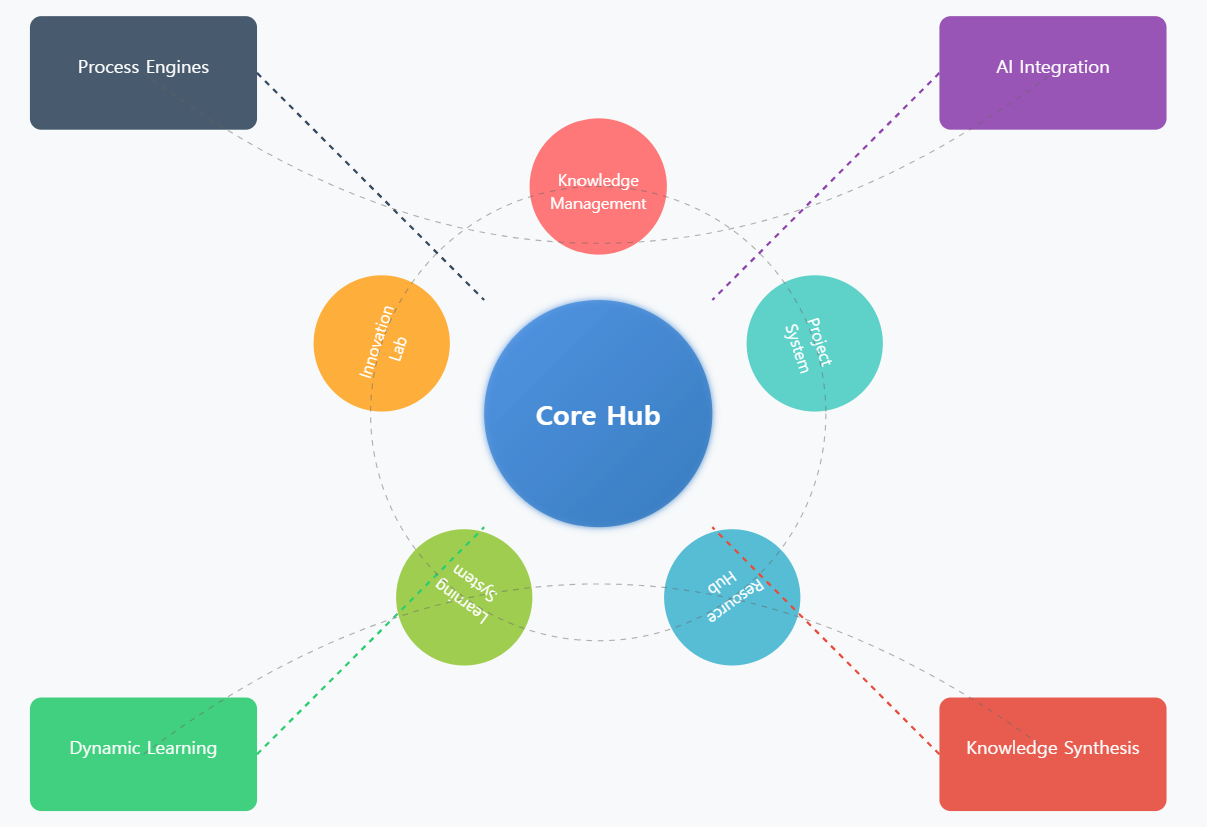 Process Engines
AI Integration
Knowledge
Management
Innovation
Lab
Project
System
Core Hub
Learning
System
Resource
Hub
Dynamic Learning
Knowledge Synthesis